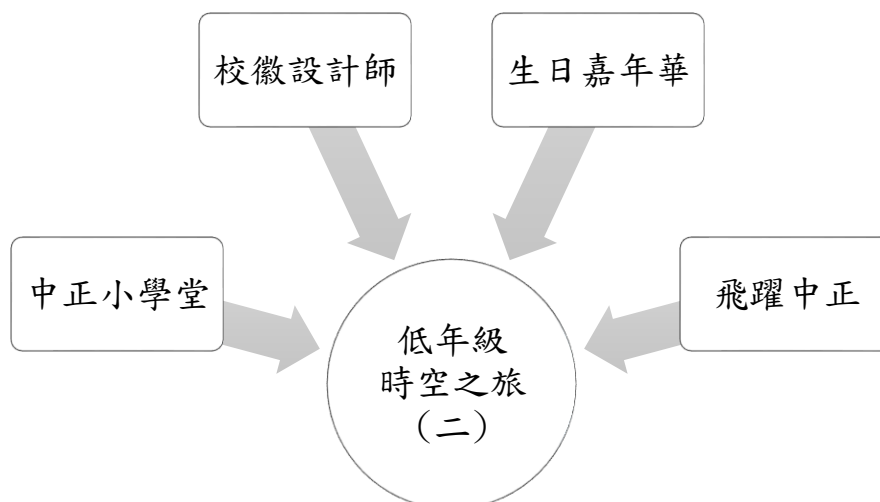 校徽設計師
生日嘉年華
中正小學堂
飛躍中正
低年級
時空之旅
（二）